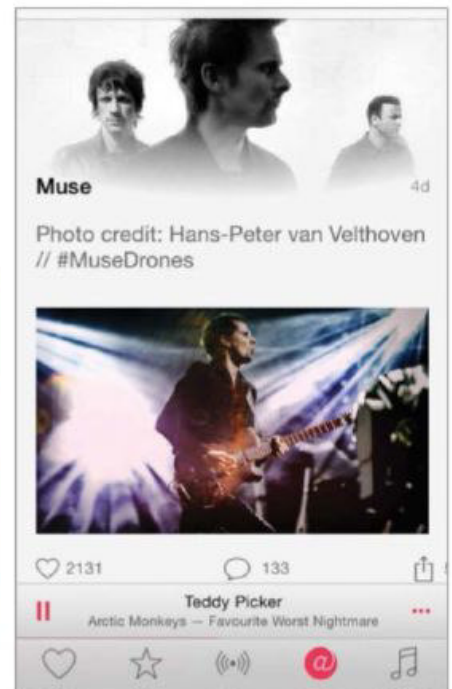 Muse 4d
Photo credit: Hans-Peter van Velthoven
// #MuseDrones
2131 133
Teddy Picker
Arctic Monkeys — Favourite Worst Nightmare
@